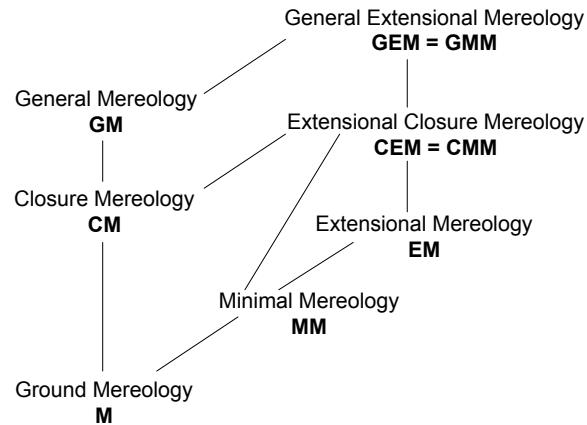 General Extensional Mereology
GEM = GMM
General Mereology
GM
Extensional Closure Mereology
CEM = CMM
Closure Mereology
CM
Extensional Mereology
EM
Minimal Mereology
MM
Ground Mereology
M